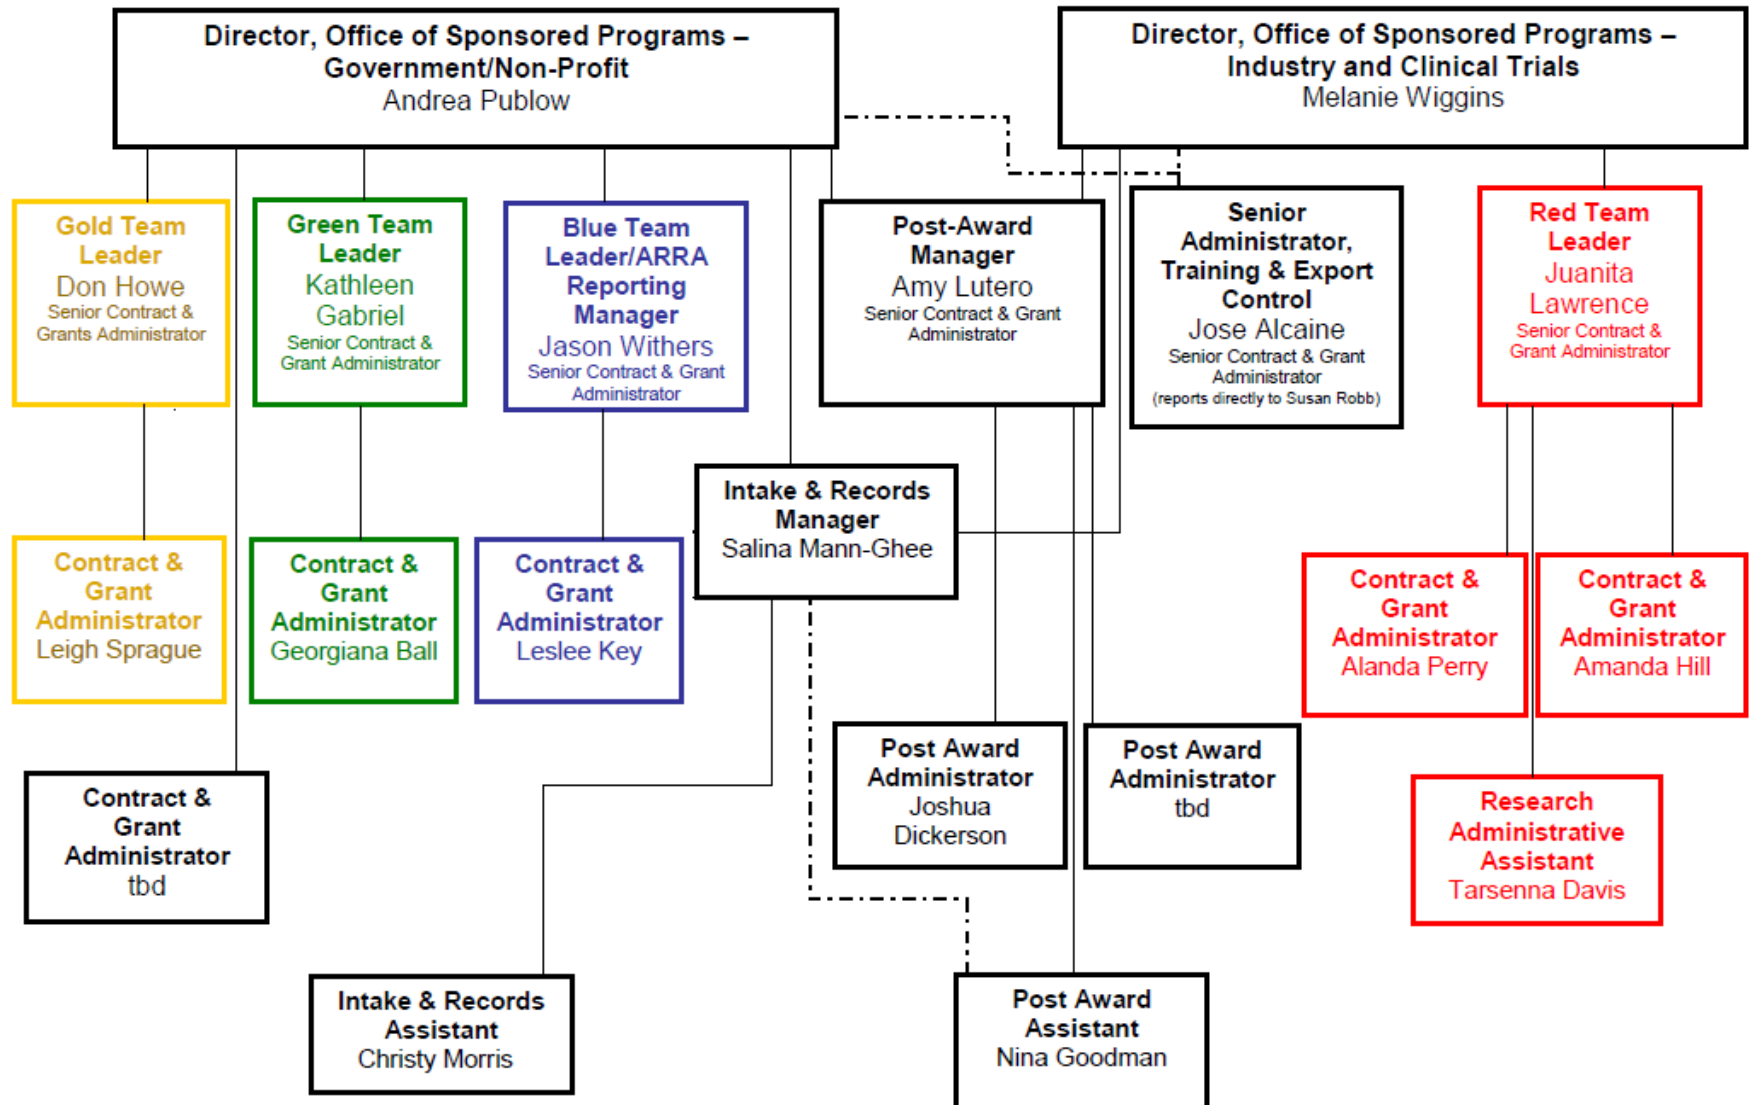 Director, Office of Sponsored Programs –
Government/Non-Profit
Andrea Publow
Director, Office of Sponsored Programs –
Industry and Clinical Trials
Melanie Wiggins
Gold Team
Leader
Don Howe
Senior Contract &
Grants Administrator
Green Team
Leader
Kathleen
Gabriel
Senior Contract &
Grant Administrator
Blue Team
Leader/ARRA
Reporting
Manager
Jason Withers
Senior Contract & Grant
Administrator
Post-Award
Manager
Amy Lutero
Senior Contract & Grant
Administrator
Senior
Administrator,
Training & Export
Control
Jose Alcaine
Senior Contract & Grant
Administrator
(reports directly to Susan Robb)
Red Team
Leader
Juanita
Lawrence
Senior Contract &
Grant Administrator
Intake & Records
Manager
Salina Mann-Ghee
Contract &
Grant
Administrator
Leigh Sprague
Contract &
Grant
Administrator
Georgiana Ball
Contract &
Grant
Administrator
Leslee Key
Contract &
Grant
Administrator
Alanda Perry
Contract &
Grant
Administrator
Amanda Hill
Contract &
Grant
Administrator
tbd
Post Award
Administrator
Joshua
Dickerson
Post Award
Administrator
tbd
Research
Administrative
Assistant
Tarsenna Davis
Intake & Records
Assistant
Christy Morris
Post Award
Assistant
Nina Goodman